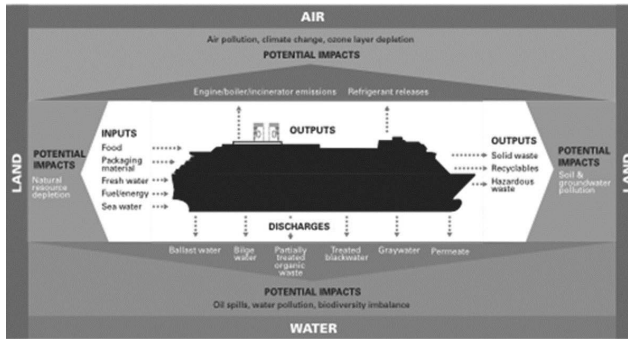 AIR
Air pollution, climate change, ozone layer depletion
POTENTIAL IMPACTS
Engine/boiler/incinerator emissions
Refrigerant releases
LAND
POTENTIAL
IMPACTS
Natural
resource
depletion
INPUTS
Food
Packaging
material
Fresh water
Fuel/energy
Sea water
OUTPUTS
OUTPUTS
Solid waste
Recyclables
Hazardous
waste
POTENTIAL
IMPACTS
Soil &
groundwater
pollution
LAND
DISCHARGES
Ballast water
Bilge
water
Partially
treated
organic
waste
Treated
blackwater
Graywater
Permeate
POTENTIAL IMPACTS
Oil spills, water pollution, biodiversity imbalance
WATER